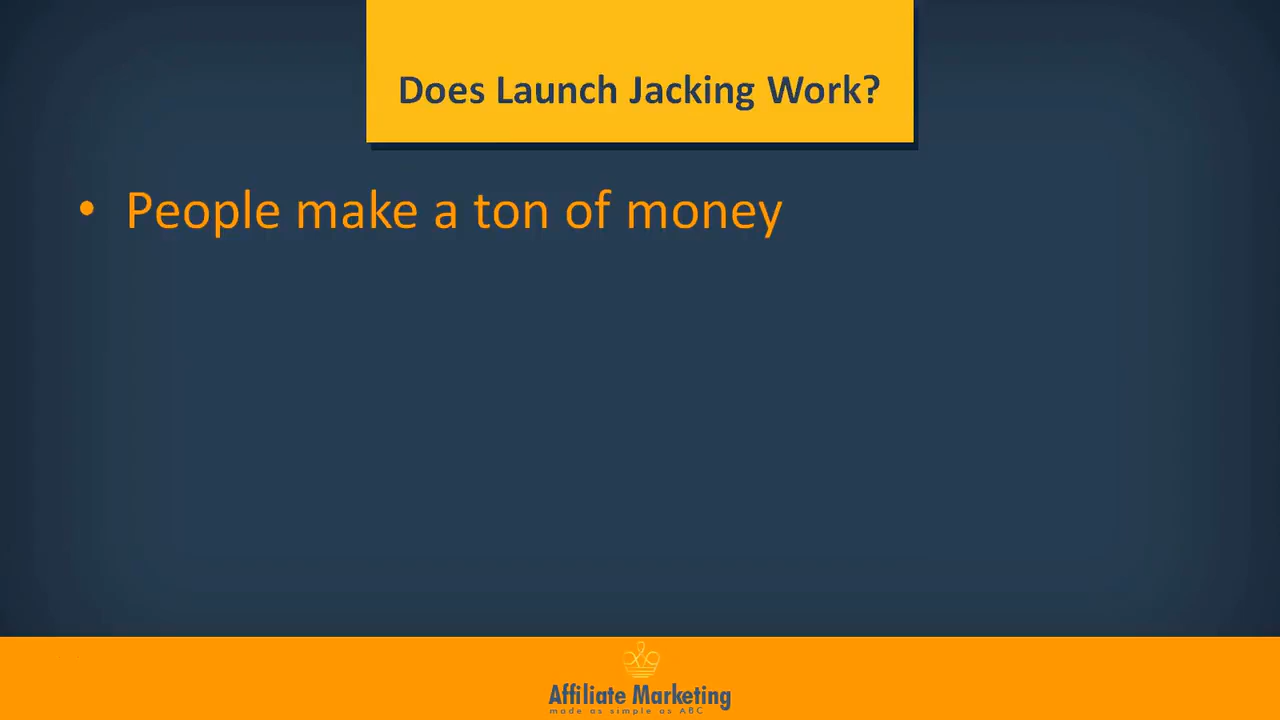 Does Launch Jacking Work?
• People make a ton of money
Affiliate Marketing
made as simple as ABC